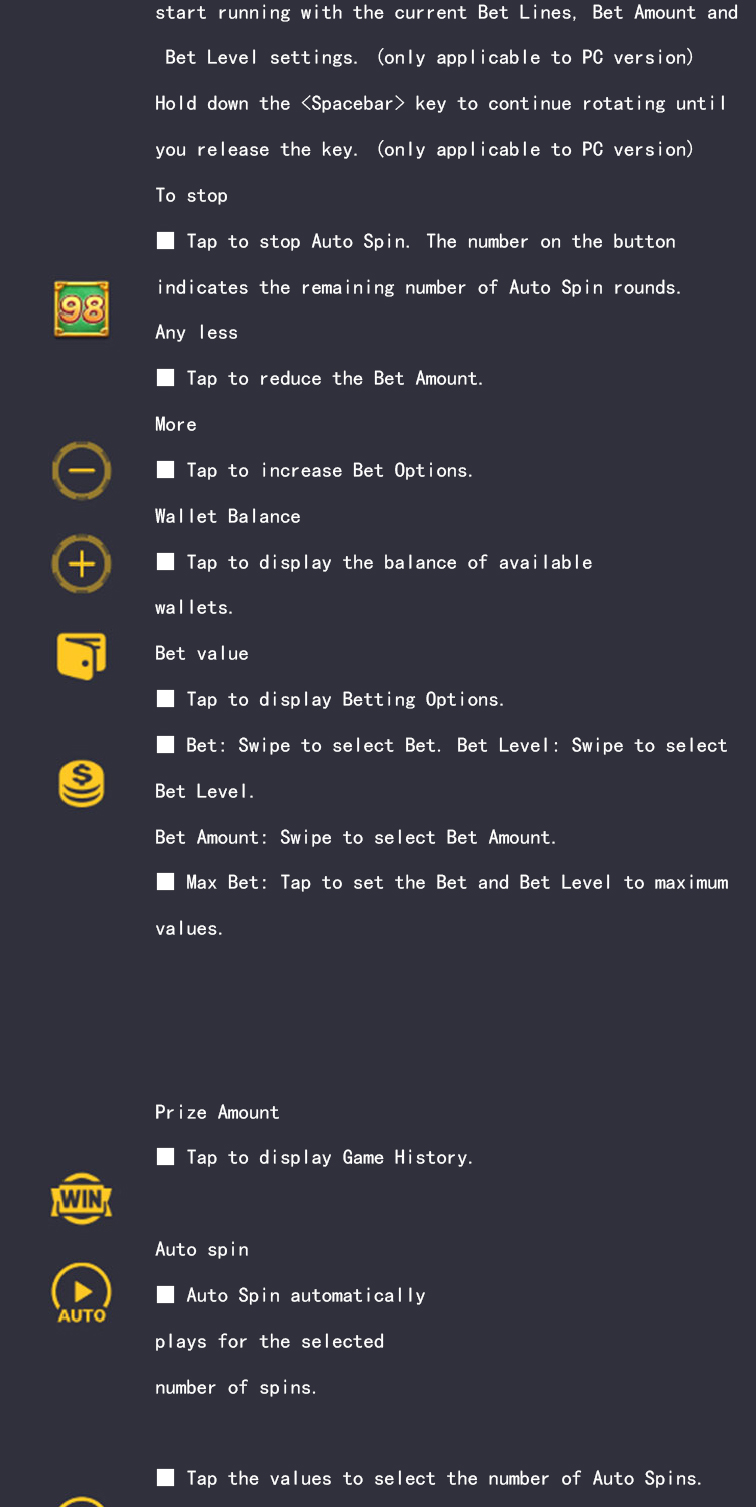 start running with the current Bet Lines, Bet Amount and
Bet Level settings. (only applicable to PC version)
Hold down the <Spacebar> key to continue rotating until
you release the key. (only applicable to PC version)
To stop
■ Tap to stop Auto Spin. The number on the button
98
indicates the remaining number of Auto Spin rounds.
Any less
■ Tap to reduce the Bet Amount.
More
■ Tap to increase Bet Options.
Wallet Balance
■ Tap to display the balance of available
wallets.
Bet value
■ Tap to display Betting Options.
■ Bet: Swipe to select Bet. Bet Level: Swipe to select
Bet Level.
Bet Amount: Swipe to select Bet Amount.
■ Max Bet: Tap to set the Bet and Bet Level to maximum
values.
Prize Amount
■ Tap to display Game History.
WIN
Auto spin
■ Auto Spin automatically
AUTO
plays for the selected
number of spins.
■ Tap the values to select the number of Auto Spins.